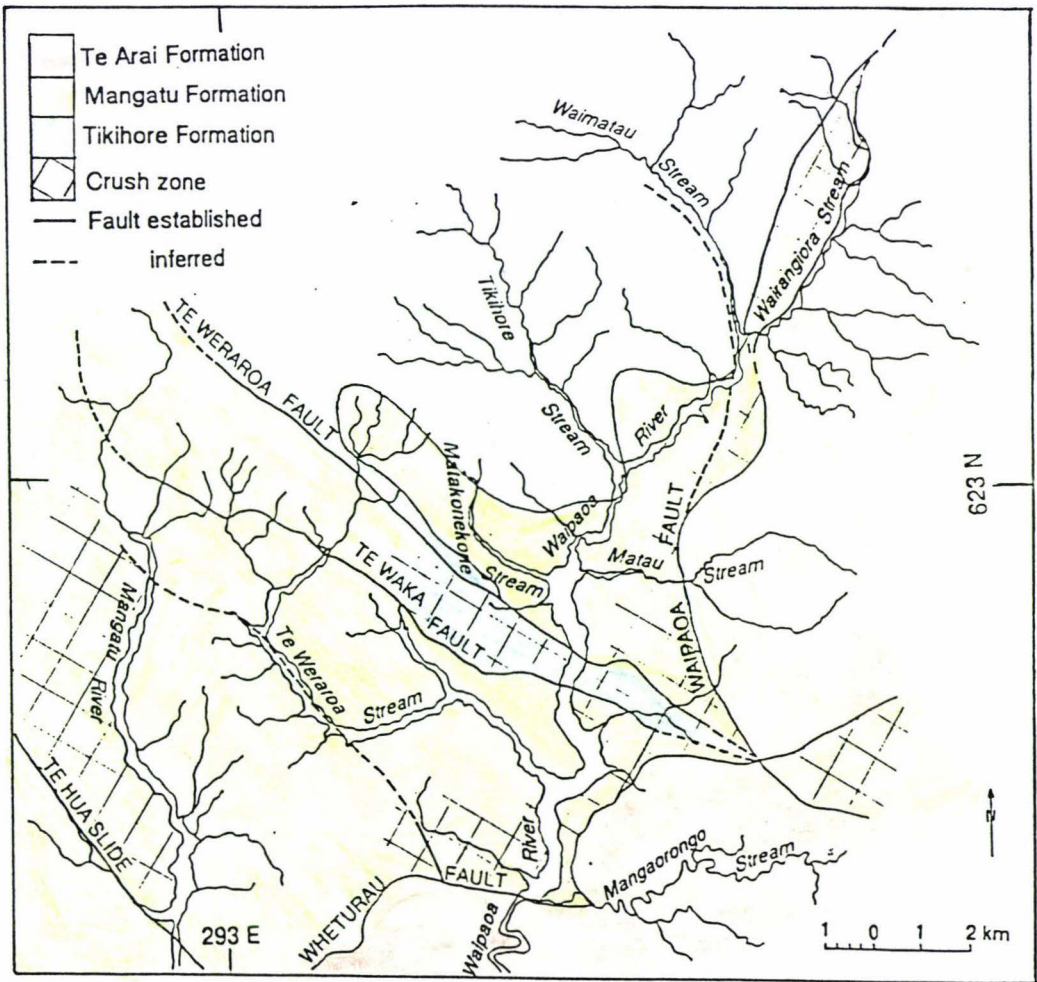 Te Arai Formation
Mangatu Formation
Tikihore Formation
Crush zone
Fault established
inferred
Waimatau
Stream
Wairangiora Stream
Tikihore
Stream
River
Waipaoa
TE WERAROA FAULT
Matakonekone
Stream
Matau Stream
WAIPAOA FAULT
TE WAKA FAULT
623 N
Mangatu River
Te Weraroa
Stream
TE HUA SLIDE
River
WHETURAU FAULT
Waipaoa
Mangaorongo Stream
293 E
N
1 0 1 2 km